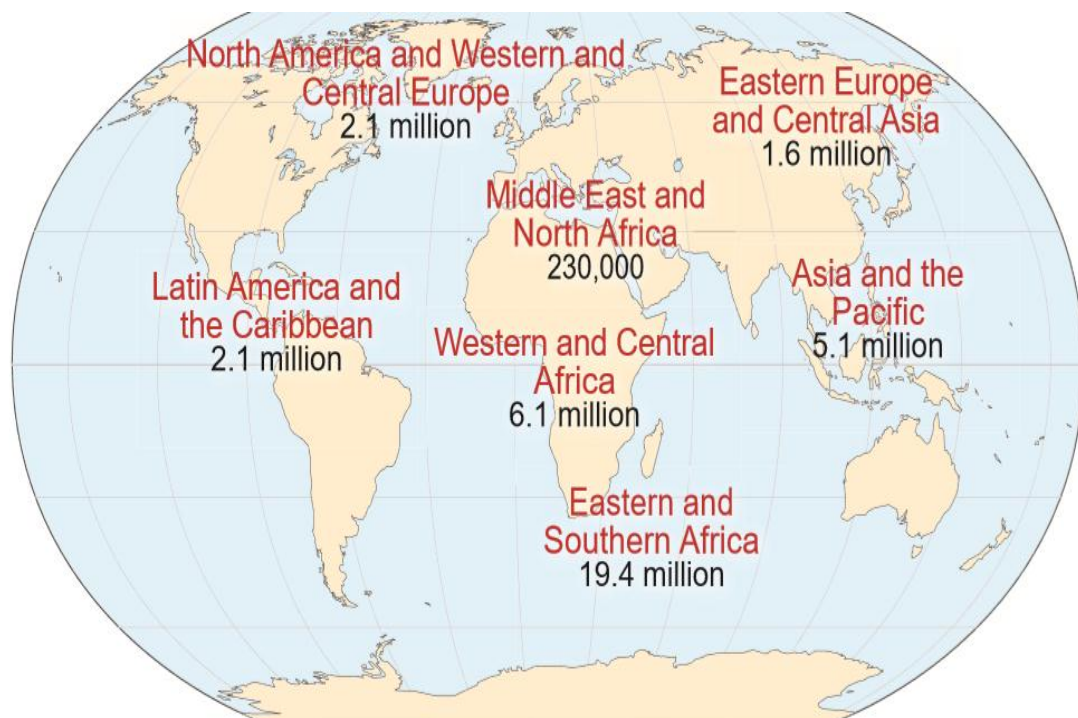 North America and Western and
Central Europe
2.1 million
Eastern Europe
and Central Asia
1.6 million
Middle East and
North Africa
230,000
Latin America and
the Caribbean
2.1 million
Asia and the
Pacific
5.1 million
Western and Central
Africa
6.1 million
Eastern and
Southern Africa
19.4 million